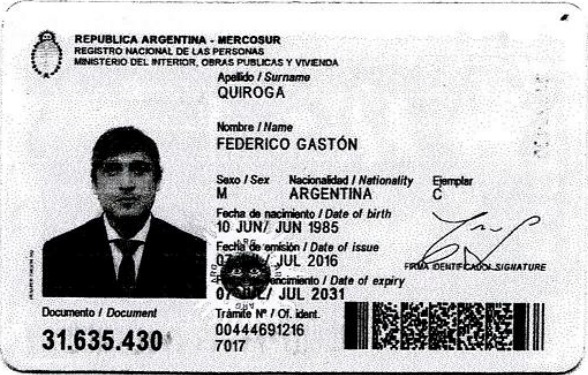 REPUBLICA ARGENTINA - MERCOSUR
REGISTRO NACIONAL DE LAS PERSONAS
MINISTERIO DEL INTERIOR, OBRAS PUBLICAS Y VIVIENDA
Apellido / Surname
QUIROGA
Nombre / Name
FEDERICO GASTÓN
Sexo / Sex Nacionalidad / Nationality Ejemplar
M ARGENTINA C
Fecha de nacimiento / Date of birth
10 JUN/ JUN 1985
Fecha de emisión / Date of issue
07 JUL/ JUL 2016
FIRMA IDENTIFICADO / SIGNATURE
vencimiento / Date of expiry
07 JUL/ JUL 2031
Documento / Document
31.635.430
Trámite Nº / Of. ident.
00444691216
7017